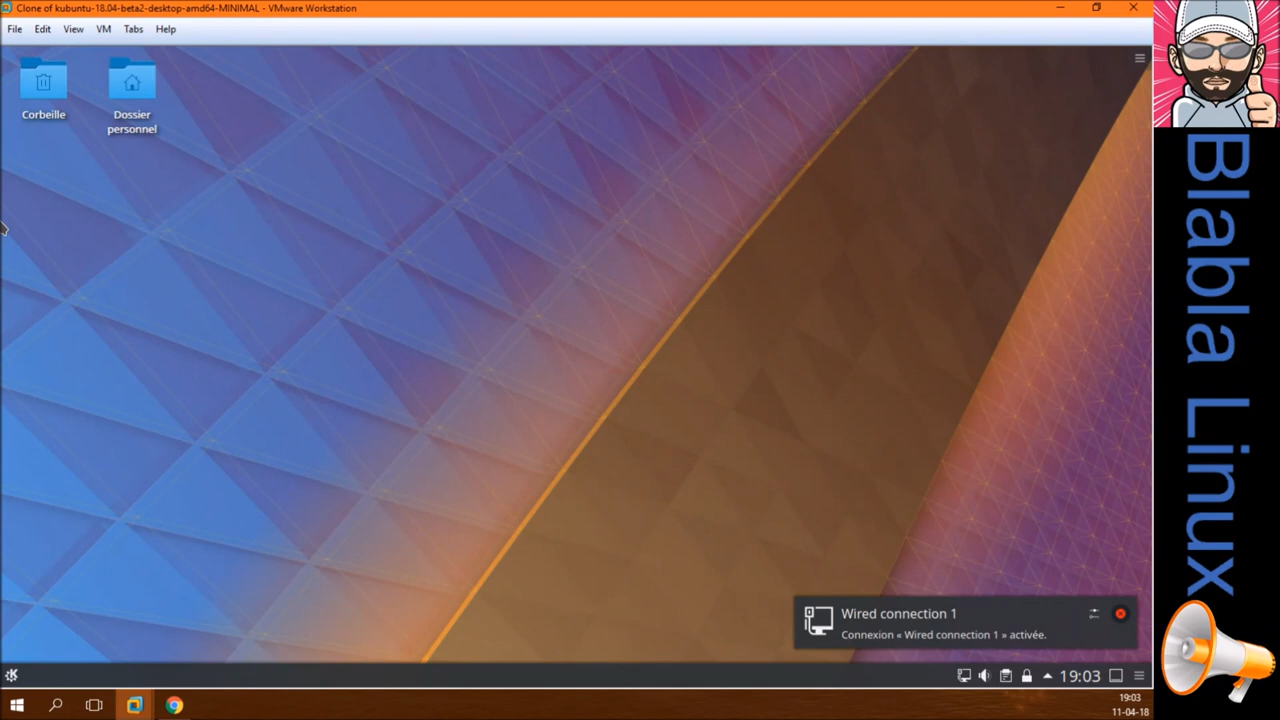 Clone of kubuntu-18.04-beta2-desktop-amd64-MINIMAL - VMware Workstation
File Edit View VM Tabs Help
Corbeille
Dossier
personnel
Wired connection 1
Connexion « Wired connection 1 » activée.
19:03
19:03
11-04-18
Blabla Linux